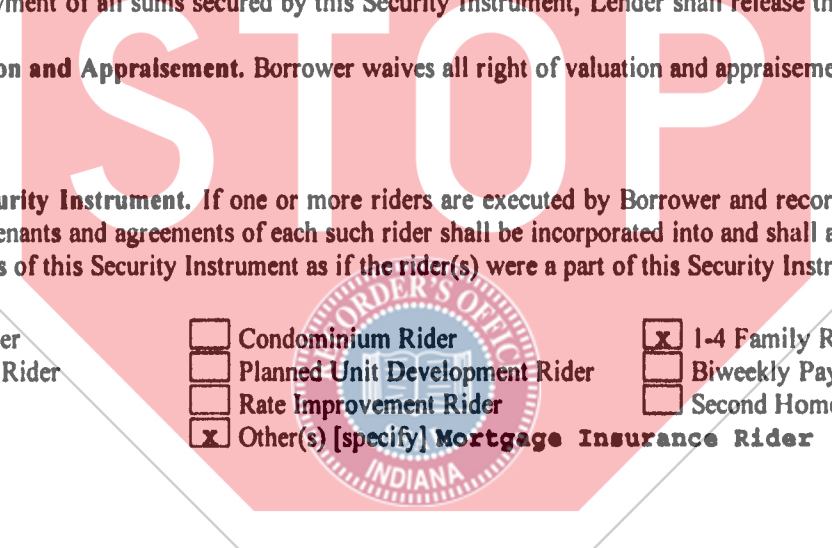 yment of all sums secured by this Security Instrument, Lender shall release th
STOP
on and Appraisement. Borrower waives all right of valuation and appraiseme
urity Instrument. If one or more riders are executed by Borrower and recor
enants and agreements of each such rider shall be incorporated into and shall a
s of this Security Instrument as if the rider(s) were a part of this Security Instr
RECORDER'S OFFIC
er
Condominium Rider
x 1-4 Family R
Rider
Planned Unit Development Rider
Biweekly Pay
Rate Improvement Rider
Second Home
x Other(s) [specify] Mortgage Insurance Rider
INDIANA